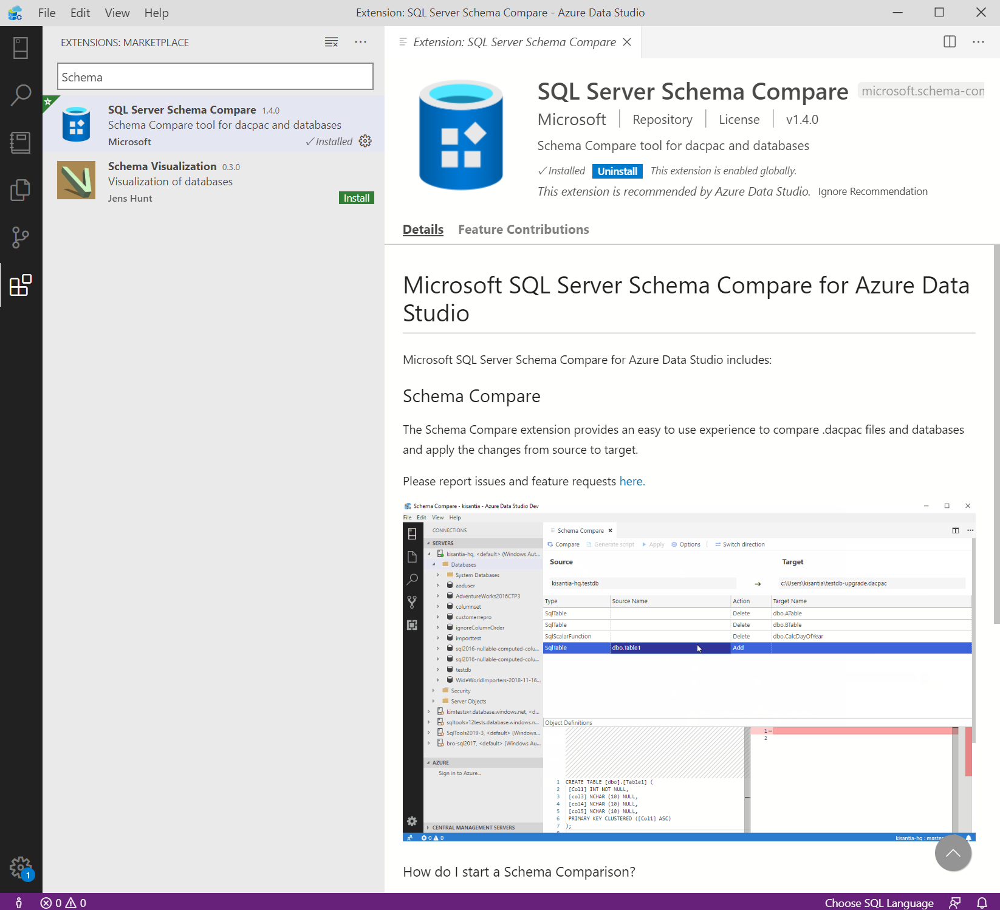 File Edit View Help
Extension: SQL Server Schema Compare - Azure Data Studio
EXTENSIONS: MARKETPLACE
Schema
SQL Server Schema Compare 1.4.0
Schema Compare tool for dacpac and databases
Microsoft
✓ Installed
Schema Visualization 0.3.0
Visualization of databases
Jens Hunt
Install
Extension: SQL Server Schema Compare
SQL Server Schema Compare microsoft.schema-com
Microsoft | Repository | License | v1.4.0
Schema Compare tool for dacpac and databases
✓ Installed Uninstall This extension is enabled globally.
This extension is recommended by Azure Data Studio. Ignore Recommendation
Details Feature Contributions
Microsoft SQL Server Schema Compare for Azure Data
Studio
Microsoft SQL Server Schema Compare for Azure Data Studio includes:
Schema Compare
The Schema Compare extension provides an easy to use experience to compare .dacpac files and databases
and apply the changes from source to target.
Please report issues and feature requests here.
Schema Compare - kisantia - Azure Data Studio Dev
File Edit View Help
CONNECTIONS
SERVERS
kisantia-hq, <default> (Windows Aut...
Databases
System Databases
aaduser
AdventureWorks2016CTP3
columnset
customerrepro
ignoreColumnOrder
importtest
sql2016-nullable-computed-colu...
sql2016-nullable-computed-colu...
testdb
WideWorldImporters-2018-11-16...
Security
Server Objects
kimtestsvr.database.windows.net, <d...
sqltoolsv12tests.database.windows.n...
SqlTools2019-3, <default> (Windows...
bro-sql2017, <default> (Windows Au...
AZURE
Sign in to Azure...
CENTRAL MANAGEMENT SERVERS
Schema Compare
Compare Generate script Apply Options Switch direction
Source Target
kisantia-hq.testdb → c:\Users\kisantia\testdb-upgrade.dacpac
Type Source Name Action Target Name
SqlTable Delete dbo.ATable
SqlTable Delete dbo.BTable
SqlScalarFunction Delete dbo.CalcDayOfYear
SqlTable dbo.Table1 Add
Object Definitions
1 CREATE TABLE [dbo].[Table1] (
2 [Col1] INT NOT NULL,
3 [col3] NCHAR (10) NULL,
4 [col4] NCHAR (10) NULL,
5 [col5] NCHAR (10) NULL,
6 PRIMARY KEY CLUSTERED ([Col1] ASC)
7 );
1 -
2
0 0
kisantia-hq : master
How do I start a Schema Comparison?
1
0 0
Choose SQL Language